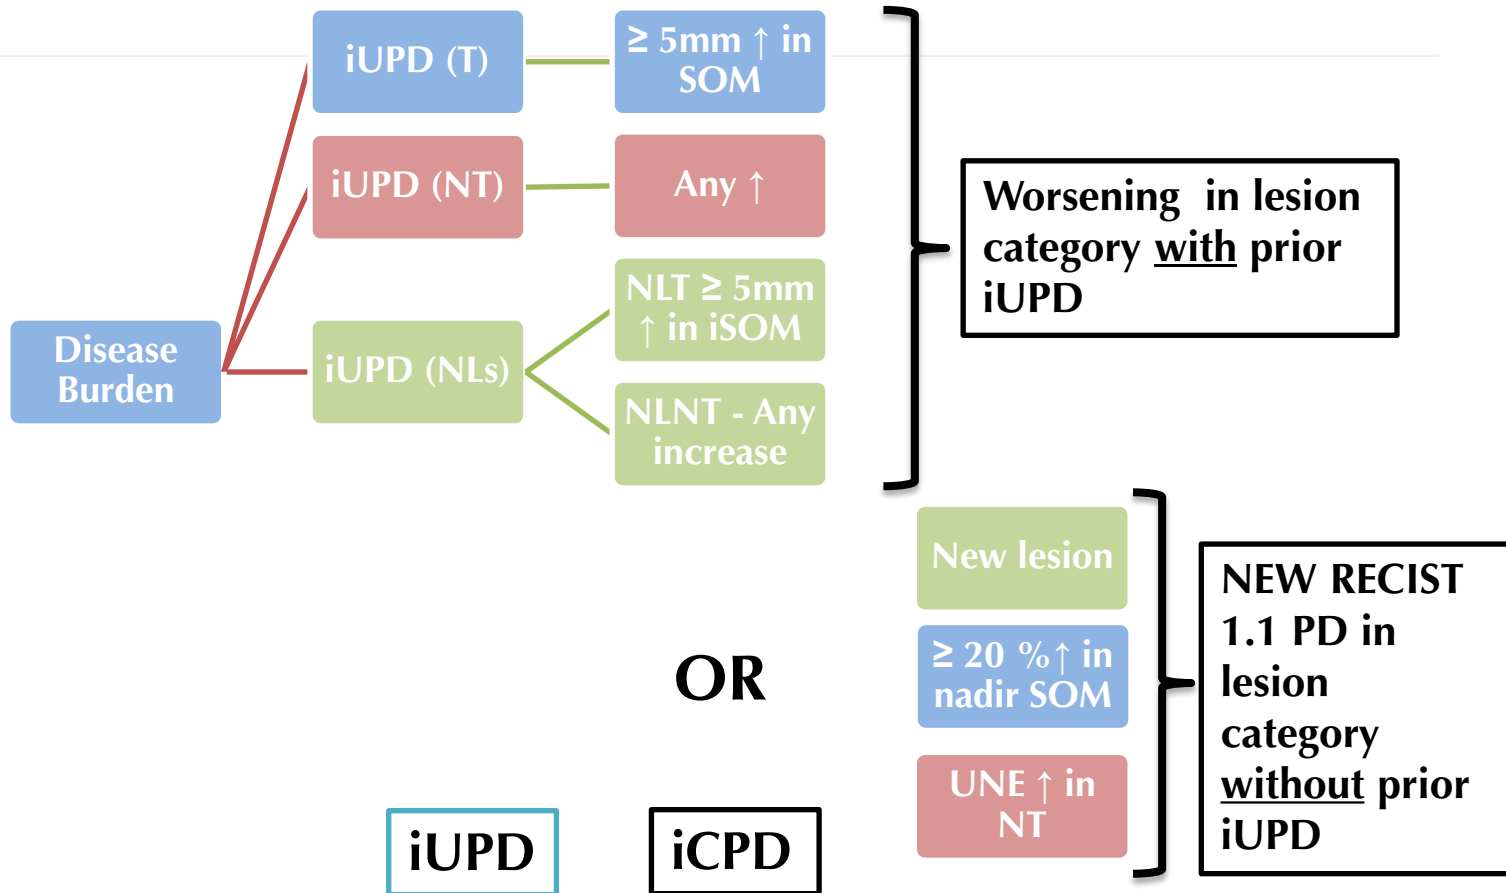 iUPD (T)
≥ 5mm ↑ in
SOM
iUPD (NT)
Any ↑
Disease
Burden
iUPD (NLs)
NLT ≥ 5mm
↑ in iSOM
NLNT - Any
increase
Worsening in lesion
category with prior
iUPD
OR
New lesion
≥ 20 %↑ in
nadir SOM
UNE ↑ in
NT
NEW RECIST
1.1 PD in
lesion
category
without prior
iUPD
iUPD
iCPD